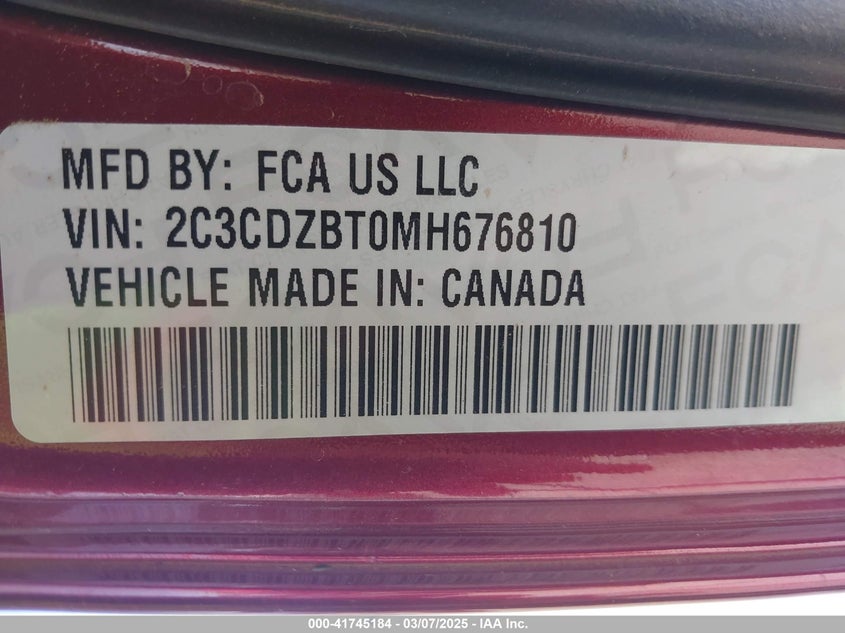 MFD BY: FCA US LLC
VIN: 2C3CDZBT0MH676810
VEHICLE MADE IN: CANADA
000-41745184 - 03/07/2025 - IAA Inc.